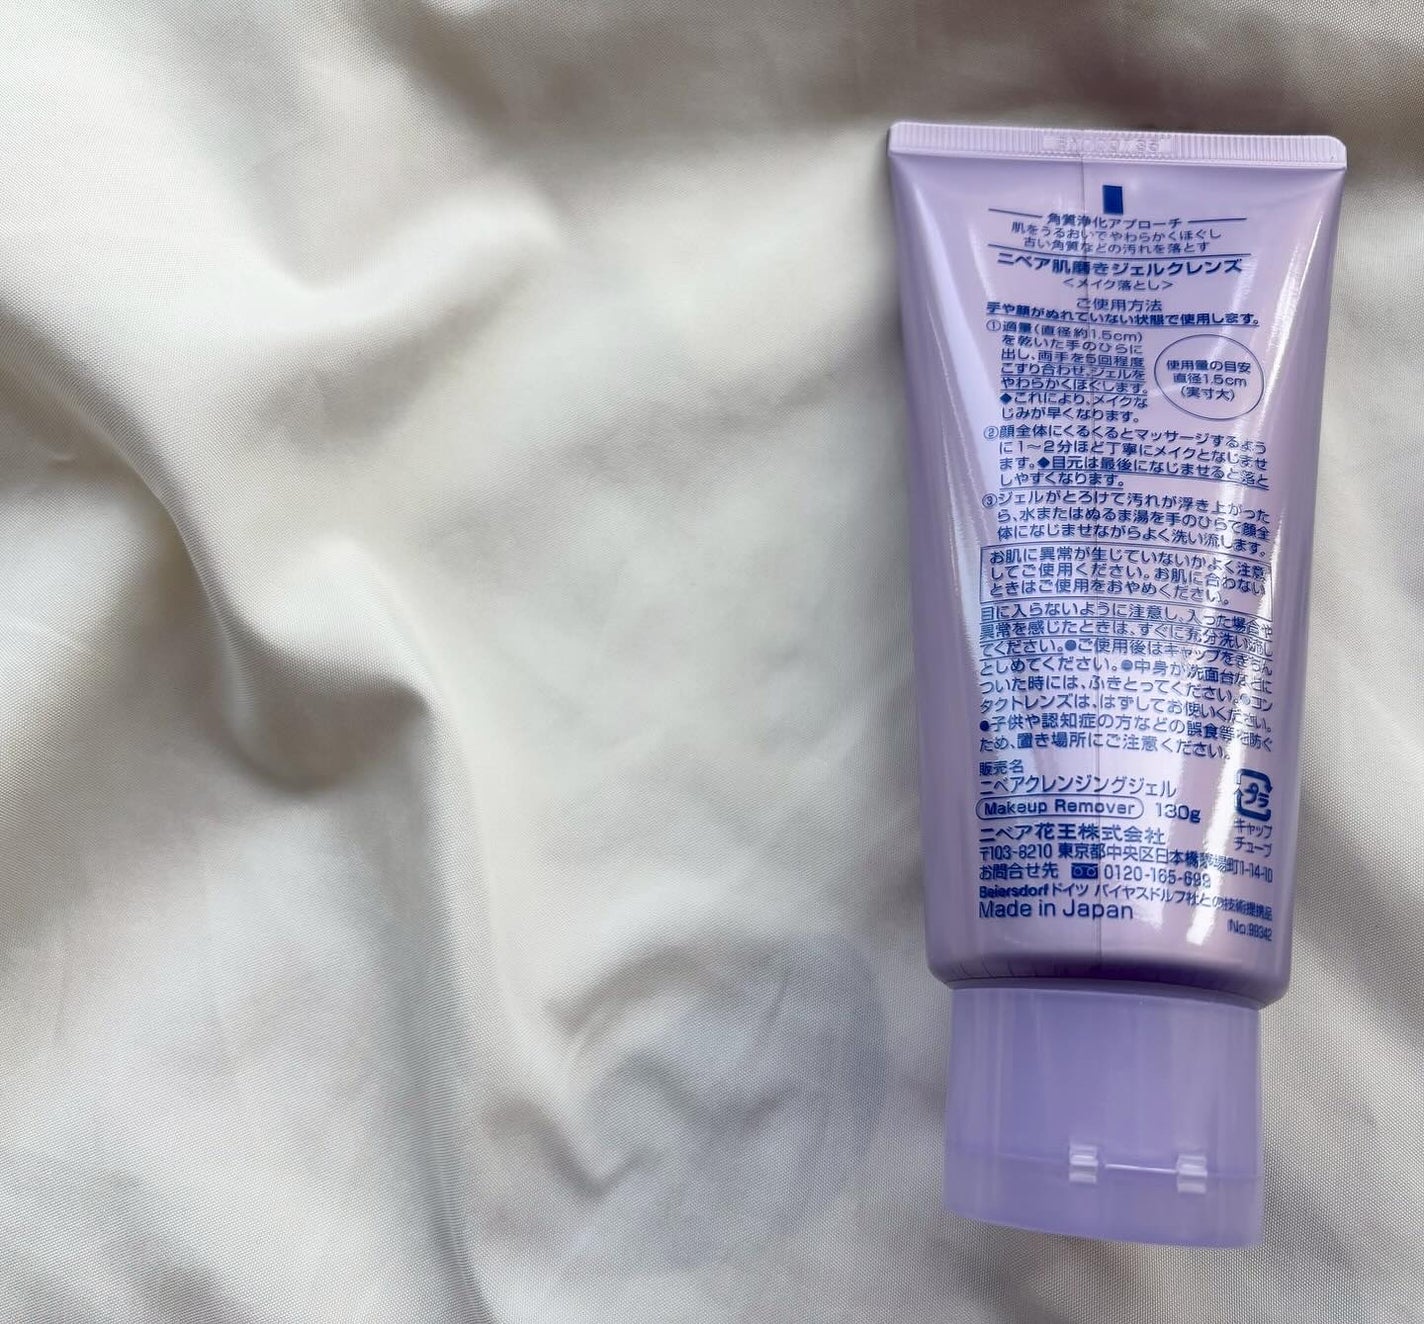 角質浄化アプローチ
肌をうるおいでやわらかくほぐし
古い角質などの汚れを落とす
ニベア肌磨きジェルクレンズ
<メイク落とし>
ご使用方法
手や顔がぬれていない状態で使用します。
①適量(直径約1.5cm)
を乾いた手のひらに
出し、両手を5回程度
こすり合わせ、ジェルを
やわらかくほぐします。
◆これにより、メイクな
じみが早くなります。
使用量の目安
直径1.5cm
(実寸大)
②顔全体にくるくるとマッサージするよう
に1～2分ほど丁寧にメイクとなじませ
ます。◆目元は最後になじませると落と
しやすくなります。
③ジェルがとろけて汚れが浮き上がった
ら、水またはぬるま湯を手のひらで顔全
体になじませながらよく洗い流します。
お肌に異常が生じていないかよく注意
してご使用ください。お肌に合わない
ときはご使用をおやめください。
目に入らないように注意し、入った場合や
異常を感じたときは、すぐに充分洗い流し
てください。●ご使用後はキャップをきちん
としめてください。●中身が洗面台などに
ついた時には、ふきとってください。●コン
タクトレンズは、はずしてお使いください。
●子供や認知症の方などの誤食等を防ぐ
ため、置き場所にご注意ください。
販売名
ニベアクレンジングジェル
Makeup Remover 130g
プラ
キャップ
チューブ
ニベア花王株式会社
〒103-8210 東京都中央区日本橋茅場町1-14-10
お問合せ先 0120-165-699
Beiersdorfドイツ バイヤスドルフ社との技術提携品
Made in Japan
No.99342